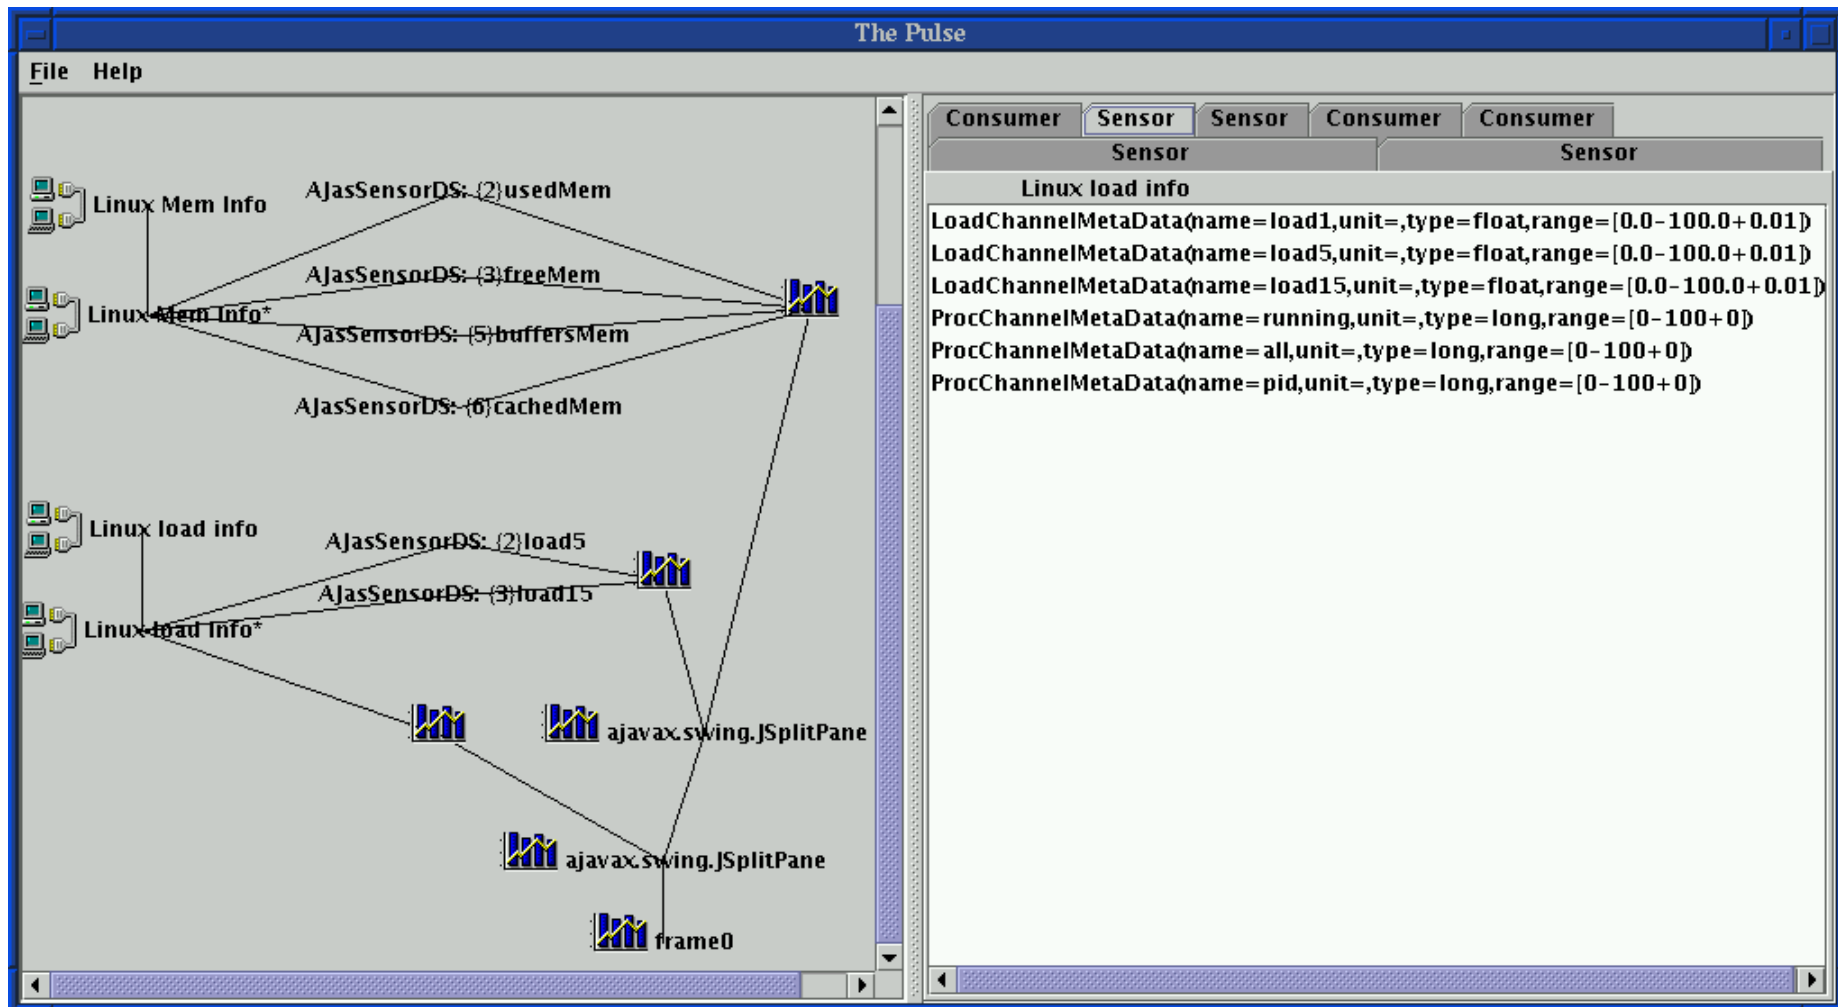 The Pulse
File Help
Linux Mem Info
AJasSensorDS: {2}usedMem
AJasSensorDS: {3}freeMem
Linux Mem Info*
AJasSensorDS: {5}buffersMem
AJasSensorDS: {6}cachedMem
Linux load info
AJasSensorDS: {2}load5
AJasSensorDS: {3}load15
Linux load info*
ajavax.swing.JSplitPane
ajavax.swing.JSplitPane
frame0
Consumer Sensor Sensor Consumer Consumer
Sensor Sensor
Linux load info
LoadChannelMetaData(name=load1,unit=,type=float,range=[0.0-100.0+0.01])
LoadChannelMetaData(name=load5,unit=,type=float,range=[0.0-100.0+0.01])
LoadChannelMetaData(name=load15,unit=,type=float,range=[0.0-100.0+0.01])
ProcChannelMetaData(name=running,unit=,type=long,range=[0-100+0])
ProcChannelMetaData(name=all,unit=,type=long,range=[0-100+0])
ProcChannelMetaData(name=pid,unit=,type=long,range=[0-100+0])